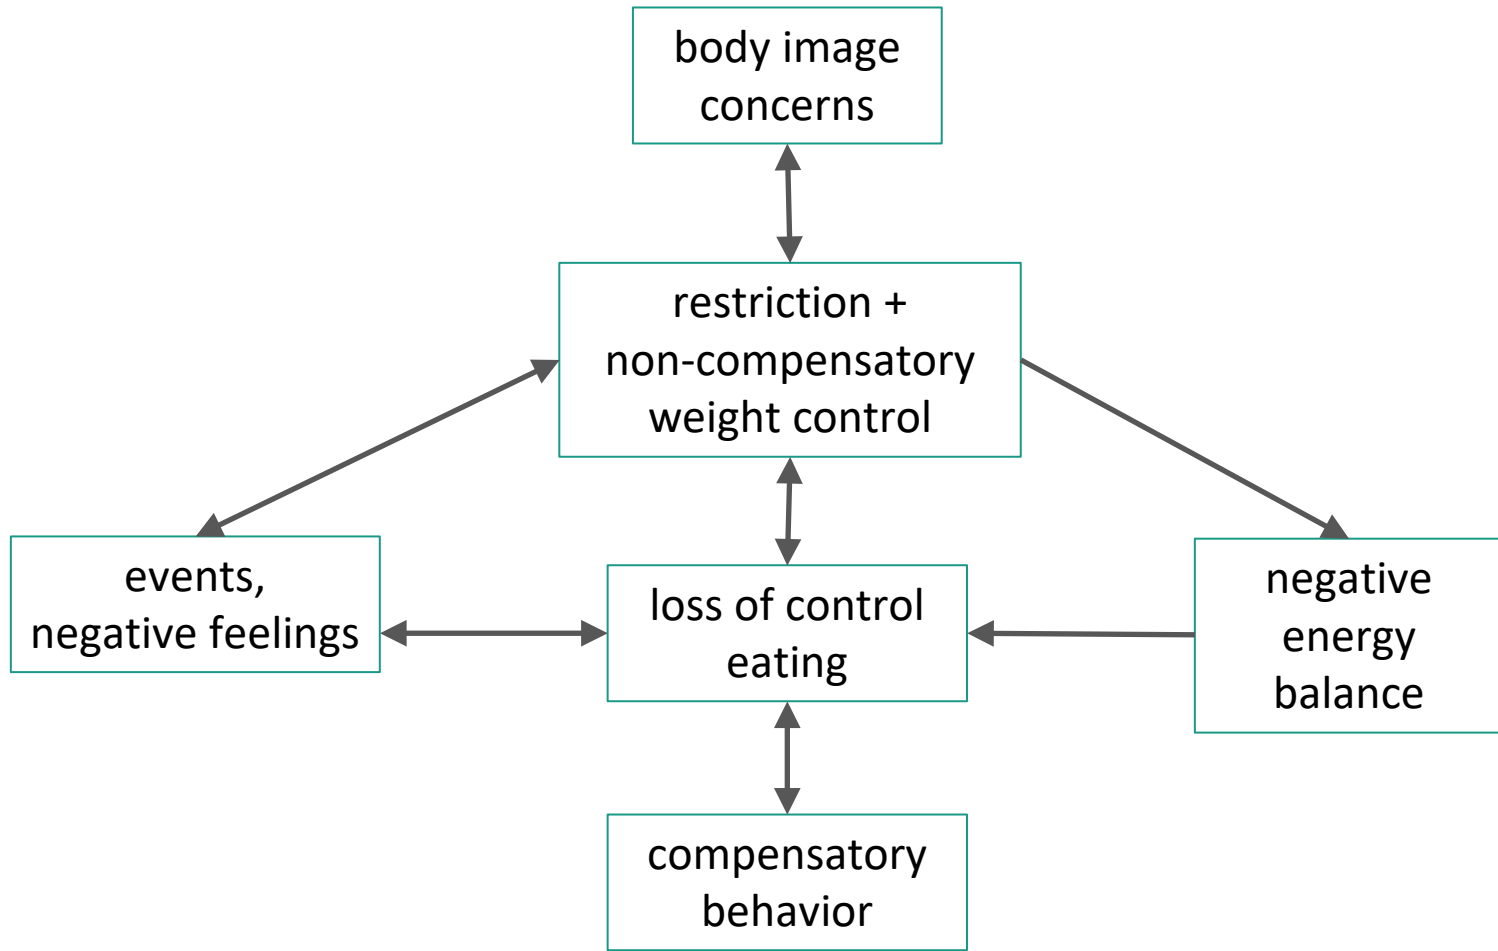 body image
concerns
restriction +
non-compensatory
weight control
events,
negative feelings
loss of control
eating
negative
energy
balance
compensatory
behavior